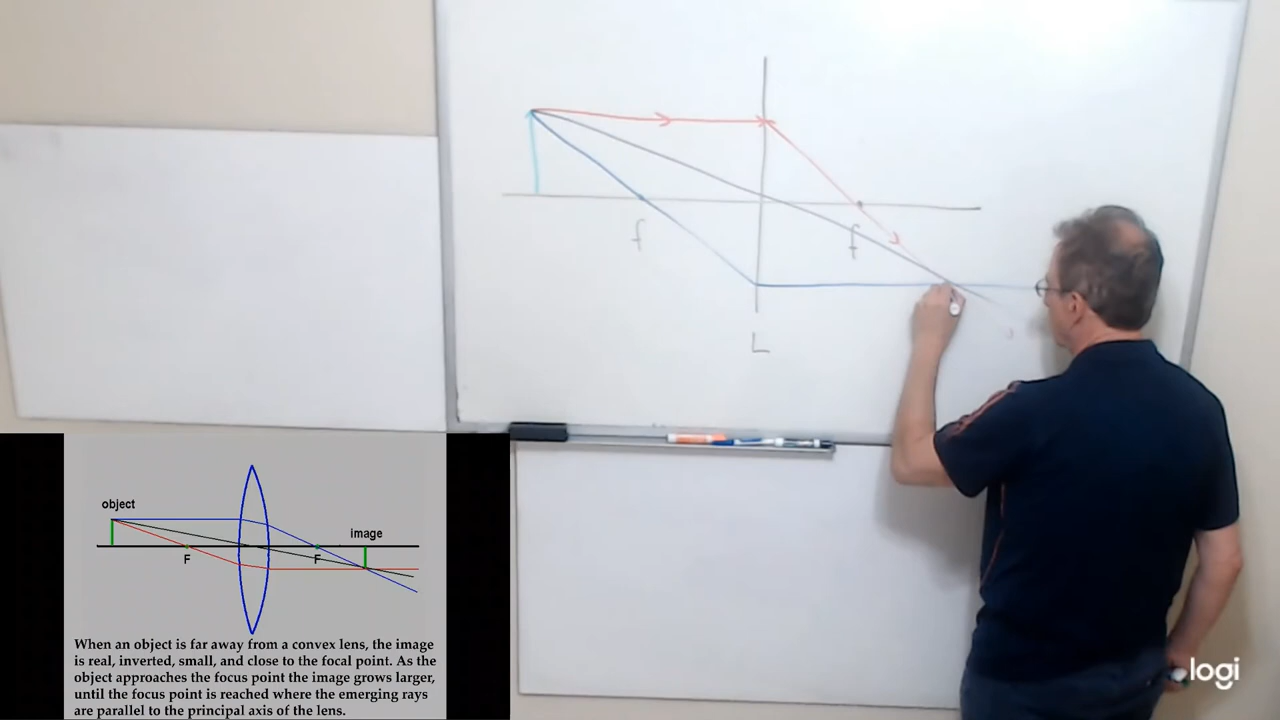 f
f
L
object
image
F
F
When an object is far away from a convex lens, the image
is real, inverted, small, and close to the focal point. As the
object approaches the focus point the image grows larger,
until the focus point is reached where the emerging rays
are parallel to the principal axis of the lens.
logi